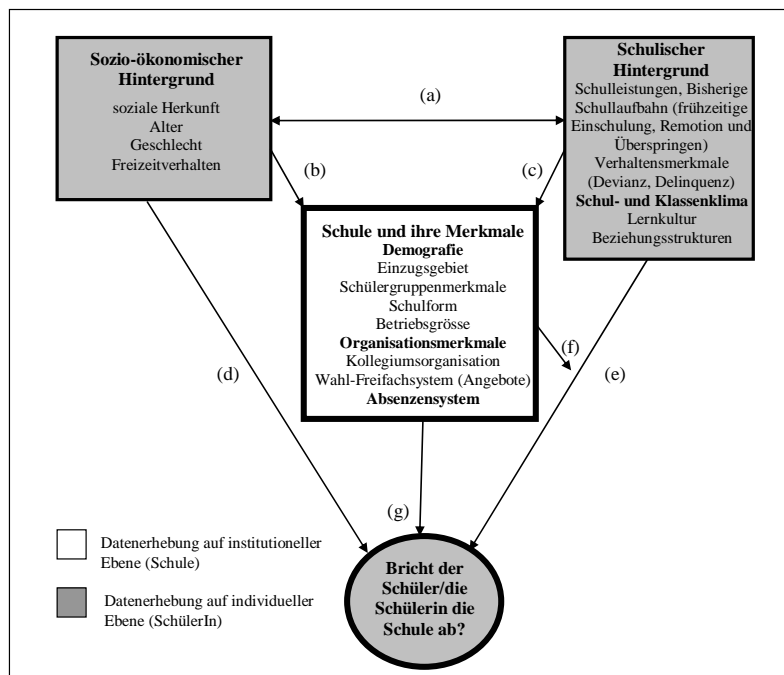 Sozio-ökonomischer
Hintergrund
soziale Herkunft
Alter
Geschlecht
Freizeitverhalten
(a)
Schulischer
Hintergrund
Schulleistungen, Bisherige
Schullaufbahn (frühzeitige
Einschulung, Remotion und
Überspringen)
Verhaltensmerkmale
(Devianz, Delinquenz)
Schul- und Klassenklima
Lernkultur
Beziehungsstrukturen
(b)
(c)
Schule und ihre Merkmale
Demografie
Einzugsgebiet
Schülergruppenmerkmale
Schulform
Betriebsgrösse
Organisationsmerkmale
Kollegiumsorganisation
Wahl-Freifachsystem (Angebote)
Absenzensystem
(f)
(d)
(e)
(g)
Datenerhebung auf institutioneller
Ebene (Schule)
Datenerhebung auf individueller
Ebene (SchülerIn)
Bricht der
Schüler/die
Schülerin die
Schule ab?